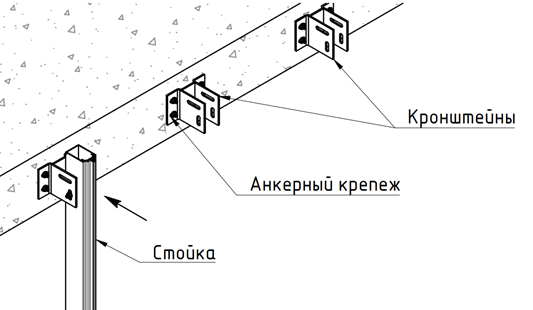 Кронштейны
Анкерный крепеж
Стойка